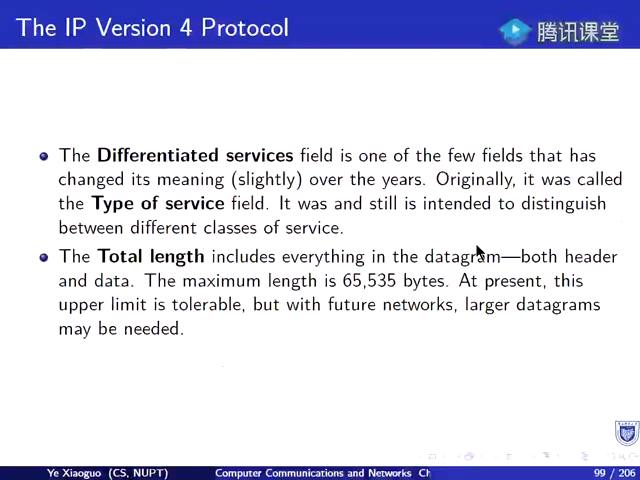 The IP Version 4 Protocol
腾讯课堂
The Differentiated services field is one of the few fields that has
changed its meaning (slightly) over the years. Originally, it was called
the Type of service field. It was and still is intended to distinguish
between different classes of service.
The Total length includes everything in the datagram—both header
and data. The maximum length is 65,535 bytes. At present, this
upper limit is tolerable, but with future networks, larger datagrams
may be needed.
Ye Xiaoguo (CS, NUPT) Computer Communications and Networks Ch 99 / 206